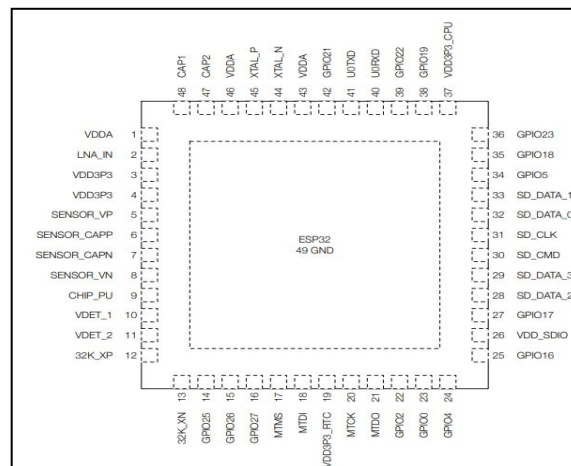 48 CAP1
47 CAP2
46 VDDA
45 XTAL_P
44 XTAL_N
43 VDDA
42 GPIO21
41 U0TXD
40 U0RXD
39 GPIO22
38 GPIO19
37 VDD3P3_CPU
VDDA 1
LNA_IN 2
VDD3P3 3
VDD3P3 4
SENSOR_VP 5
SENSOR_CAPP 6
SENSOR_CAPN 7
SENSOR_VN 8
CHIP_PU 9
VDET_1 10
VDET_2 11
32K_XP 12
ESP32
49 GND
36 GPIO23
35 GPIO18
34 GPIO5
33 SD_DATA_1
32 SD_DATA_0
31 SD_CLK
30 SD_CMD
29 SD_DATA_3
28 SD_DATA_2
27 GPIO17
26 VDD_SDIO
25 GPIO16
32K_XN 13
GPIO25 14
GPIO26 15
GPIO27 16
MTMS 17
MTDI 18
VDD3P3_RTC 19
MTCK 20
MTDO 21
GPIO2 22
GPIO0 23
GPIO4 24